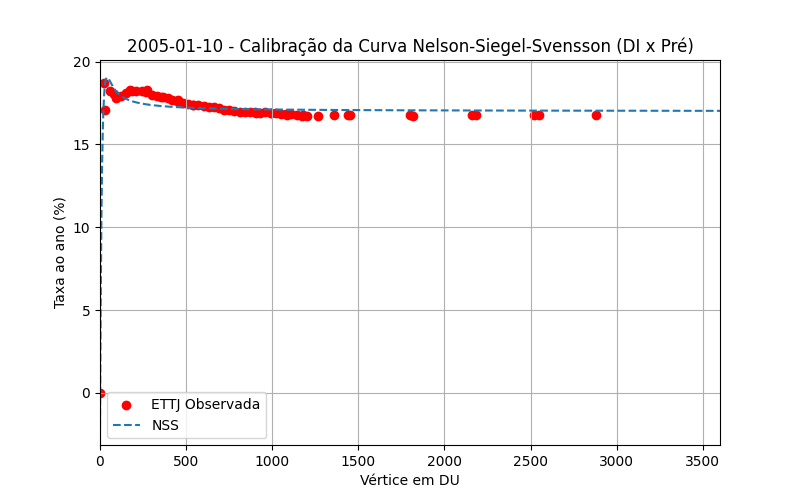 2005-01-10 - Calibração da Curva Nelson-Siegel-Svensson (DI x Pré)
Taxa ao ano (%)
20
15
10
5
0
ETTJ Observada
NSS
0 500 1000 1500 2000 2500 3000 3500
Vértice em DU